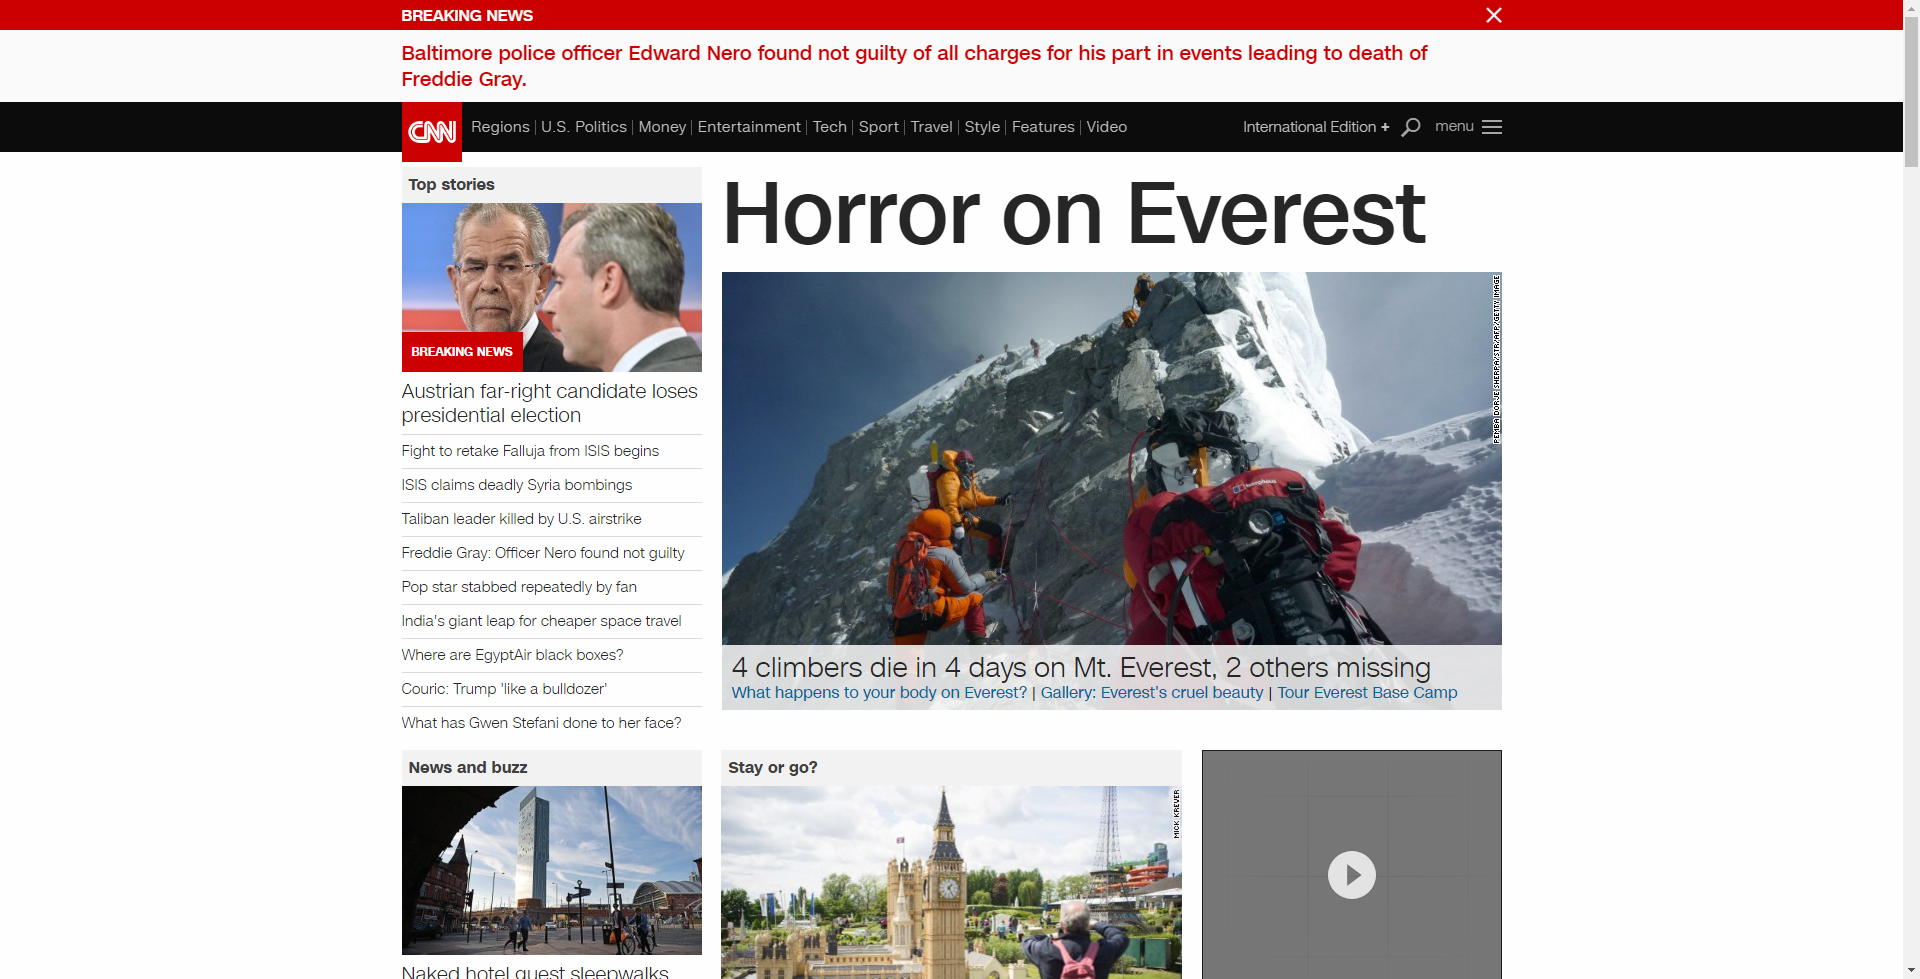 BREAKING NEWS
Baltimore police officer Edward Nero found not guilty of all charges for his part in events leading to death of
Freddie Gray.
CNN
Regions | U.S. Politics | Money | Entertainment | Tech | Sport | Travel | Style | Features | Video
International Edition + menu
Top stories
BREAKING NEWS
Austrian far-right candidate loses
presidential election
Fight to retake Falluja from ISIS begins
ISIS claims deadly Syria bombings
Taliban leader killed by U.S. airstrike
Freddie Gray: Officer Nero found not guilty
Pop star stabbed repeatedly by fan
India's giant leap for cheaper space travel
Where are EgyptAir black boxes?
Couric: Trump 'like a bulldozer'
What has Gwen Stefani done to her face?
Horror on Everest
PEMBA DORJE SHERPA/STR/AFP/GETTY IMAGE
4 climbers die in 4 days on Mt. Everest, 2 others missing
What happens to your body on Everest? | Gallery: Everest's cruel beauty | Tour Everest Base Camp
News and buzz
Naked hotel guest sleepwalks
Stay or go?
MICK KREVER